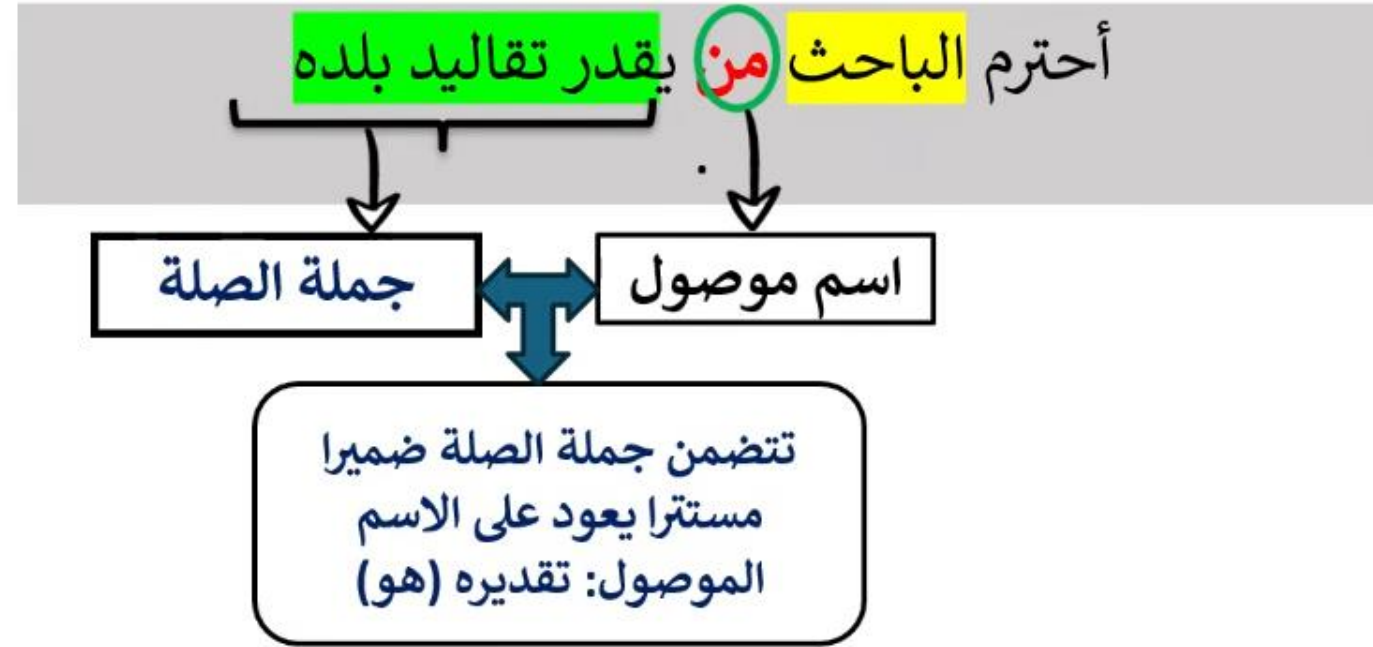 أحترم الباحث من يقدر تقاليد بلده
.
اسم موصول
جملة الصلة
تتضمن جملة الصلة ضميرا
مستترا يعود على الاسم
الموصول: تقديره (هو)